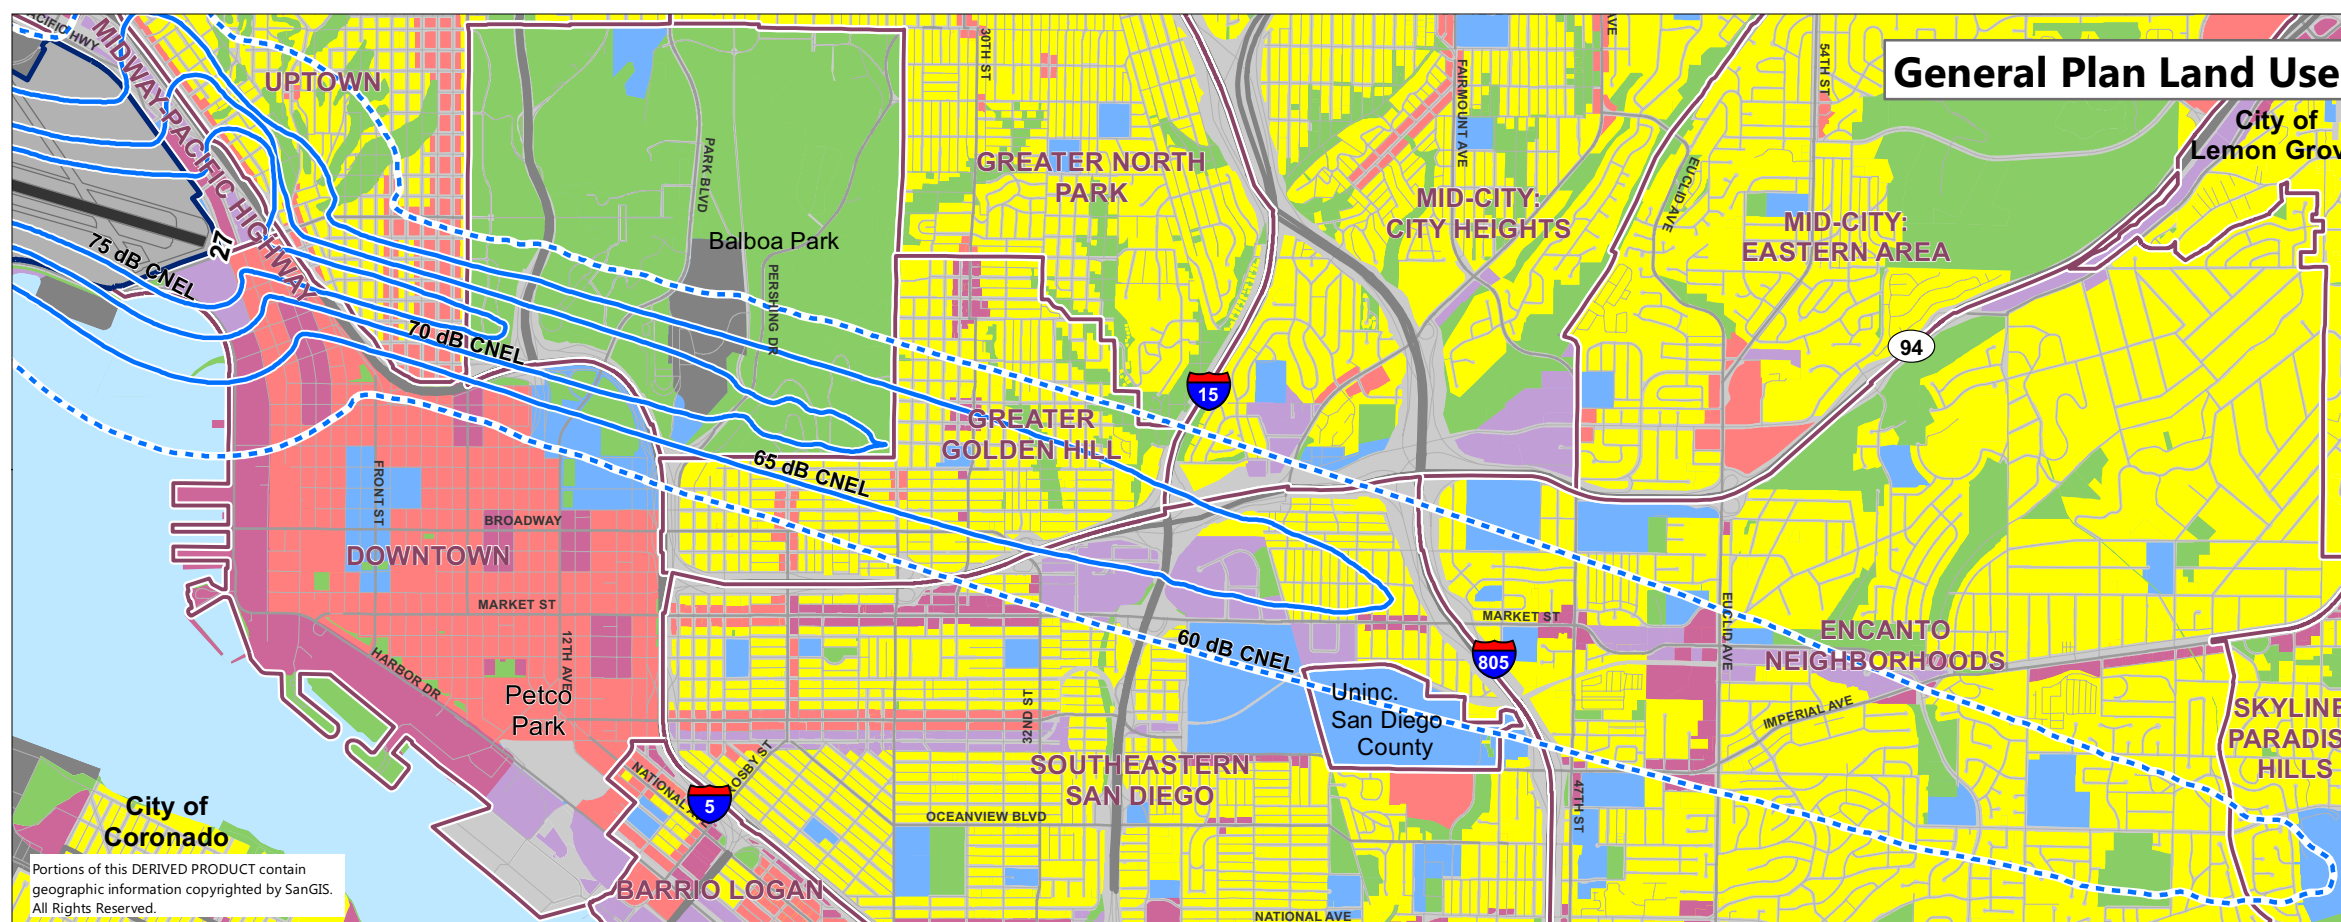 General Plan Land Use
PACIFIC HWY
MIDWAY-PACIFIC HIGHWAY
UPTOWN
30TH ST
FAIRMOUNT AVE
AVE
54TH ST
City of
Lemon Grov
PARK BLVD
GREATER NORTH
PARK
MID-CITY:
CITY HEIGHTS
EUCLID AVE
MID-CITY:
EASTERN AREA
Balboa Park
27
75 dB CNEL
PERSHING DR
70 dB CNEL
94
15
GREATER
GOLDEN HILL
65 dB CNEL
FRONT ST
BROADWAY
DOWNTOWN
MARKET ST
MARKET ST
12TH AVE
60 dB CNEL
EUCLID AVE
ENCANTO
NEIGHBORHOODS
805
HARBOR DR
Petco
Park
32ND ST
Uninc.
San Diego
County
IMPERIAL AVE
SKYLINE
PARADIS
HILLS
SOUTHEASTERN
SAN DIEGO
NATIONAL AVE
OSBY ST
5
47TH ST
OCEANVIEW BLVD
City of
Coronado
BARRIO LOGAN
NATIONAL AVE
Portions of this DERIVED PRODUCT contain
geographic information copyrighted by SanGIS.
All Rights Reserved.